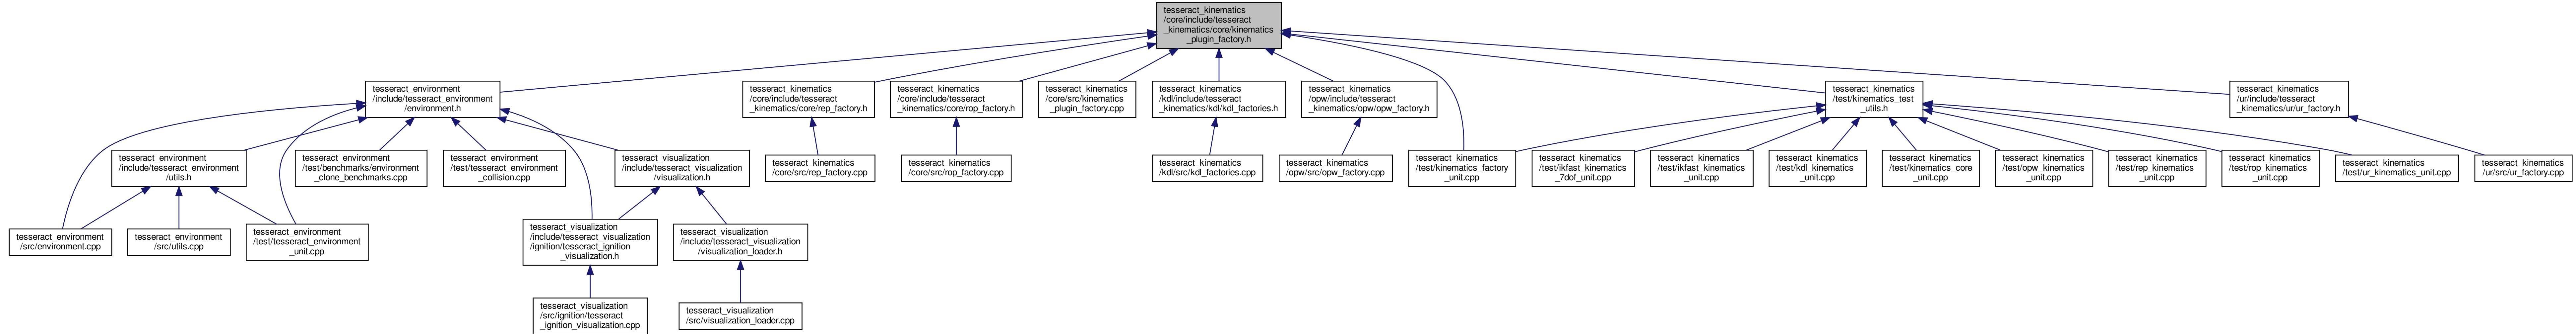 tesseract_kinematics
/core/include/tesseract
_kinematics/core/kinematics
_plugin_factory.h
tesseract_environment
/include/tesseract_environment
/environment.h
tesseract_kinematics
/core/include/tesseract
_kinematics/core/rep_factory.h
tesseract_kinematics
/core/include/tesseract
_kinematics/core/rop_factory.h
tesseract_kinematics
/core/src/kinematics
_plugin_factory.cpp
tesseract_kinematics
/kdl/include/tesseract
_kinematics/kdl/kdl_factories.h
tesseract_kinematics
/opw/include/tesseract
_kinematics/opw/opw_factory.h
tesseract_kinematics
/test/kinematics_test
_utils.h
tesseract_kinematics
/ur/include/tesseract
_kinematics/ur/ur_factory.h
tesseract_environment
/include/tesseract_environment
/utils.h
tesseract_environment
/test/benchmarks/environment
_clone_benchmarks.cpp
tesseract_environment
/test/tesseract_environment
_collision.cpp
tesseract_visualization
/include/tesseract_visualization
/visualization.h
tesseract_kinematics
/core/src/rep_factory.cpp
tesseract_kinematics
/core/src/rop_factory.cpp
tesseract_kinematics
/kdl/src/kdl_factories.cpp
tesseract_kinematics
/opw/src/opw_factory.cpp
tesseract_kinematics
/test/kinematics_factory
_unit.cpp
tesseract_kinematics
/test/ikfast_kinematics
_7dof_unit.cpp
tesseract_kinematics
/test/ikfast_kinematics
_unit.cpp
tesseract_kinematics
/test/kdl_kinematics
_unit.cpp
tesseract_kinematics
/test/kinematics_core
_unit.cpp
tesseract_kinematics
/test/opw_kinematics
_unit.cpp
tesseract_kinematics
/test/rep_kinematics
_unit.cpp
tesseract_kinematics
/test/rop_kinematics
_unit.cpp
tesseract_kinematics
/test/ur_kinematics_unit.cpp
tesseract_kinematics
/ur/src/ur_factory.cpp
tesseract_environment
/src/environment.cpp
tesseract_environment
/src/utils.cpp
tesseract_environment
/test/tesseract_environment
_unit.cpp
tesseract_visualization
/include/tesseract_visualization
/ignition/tesseract_ignition
_visualization.h
tesseract_visualization
/include/tesseract_visualization
/visualization_loader.h
tesseract_visualization
/src/ignition/tesseract
_ignition_visualization.cpp
tesseract_visualization
/src/visualization_loader.cpp